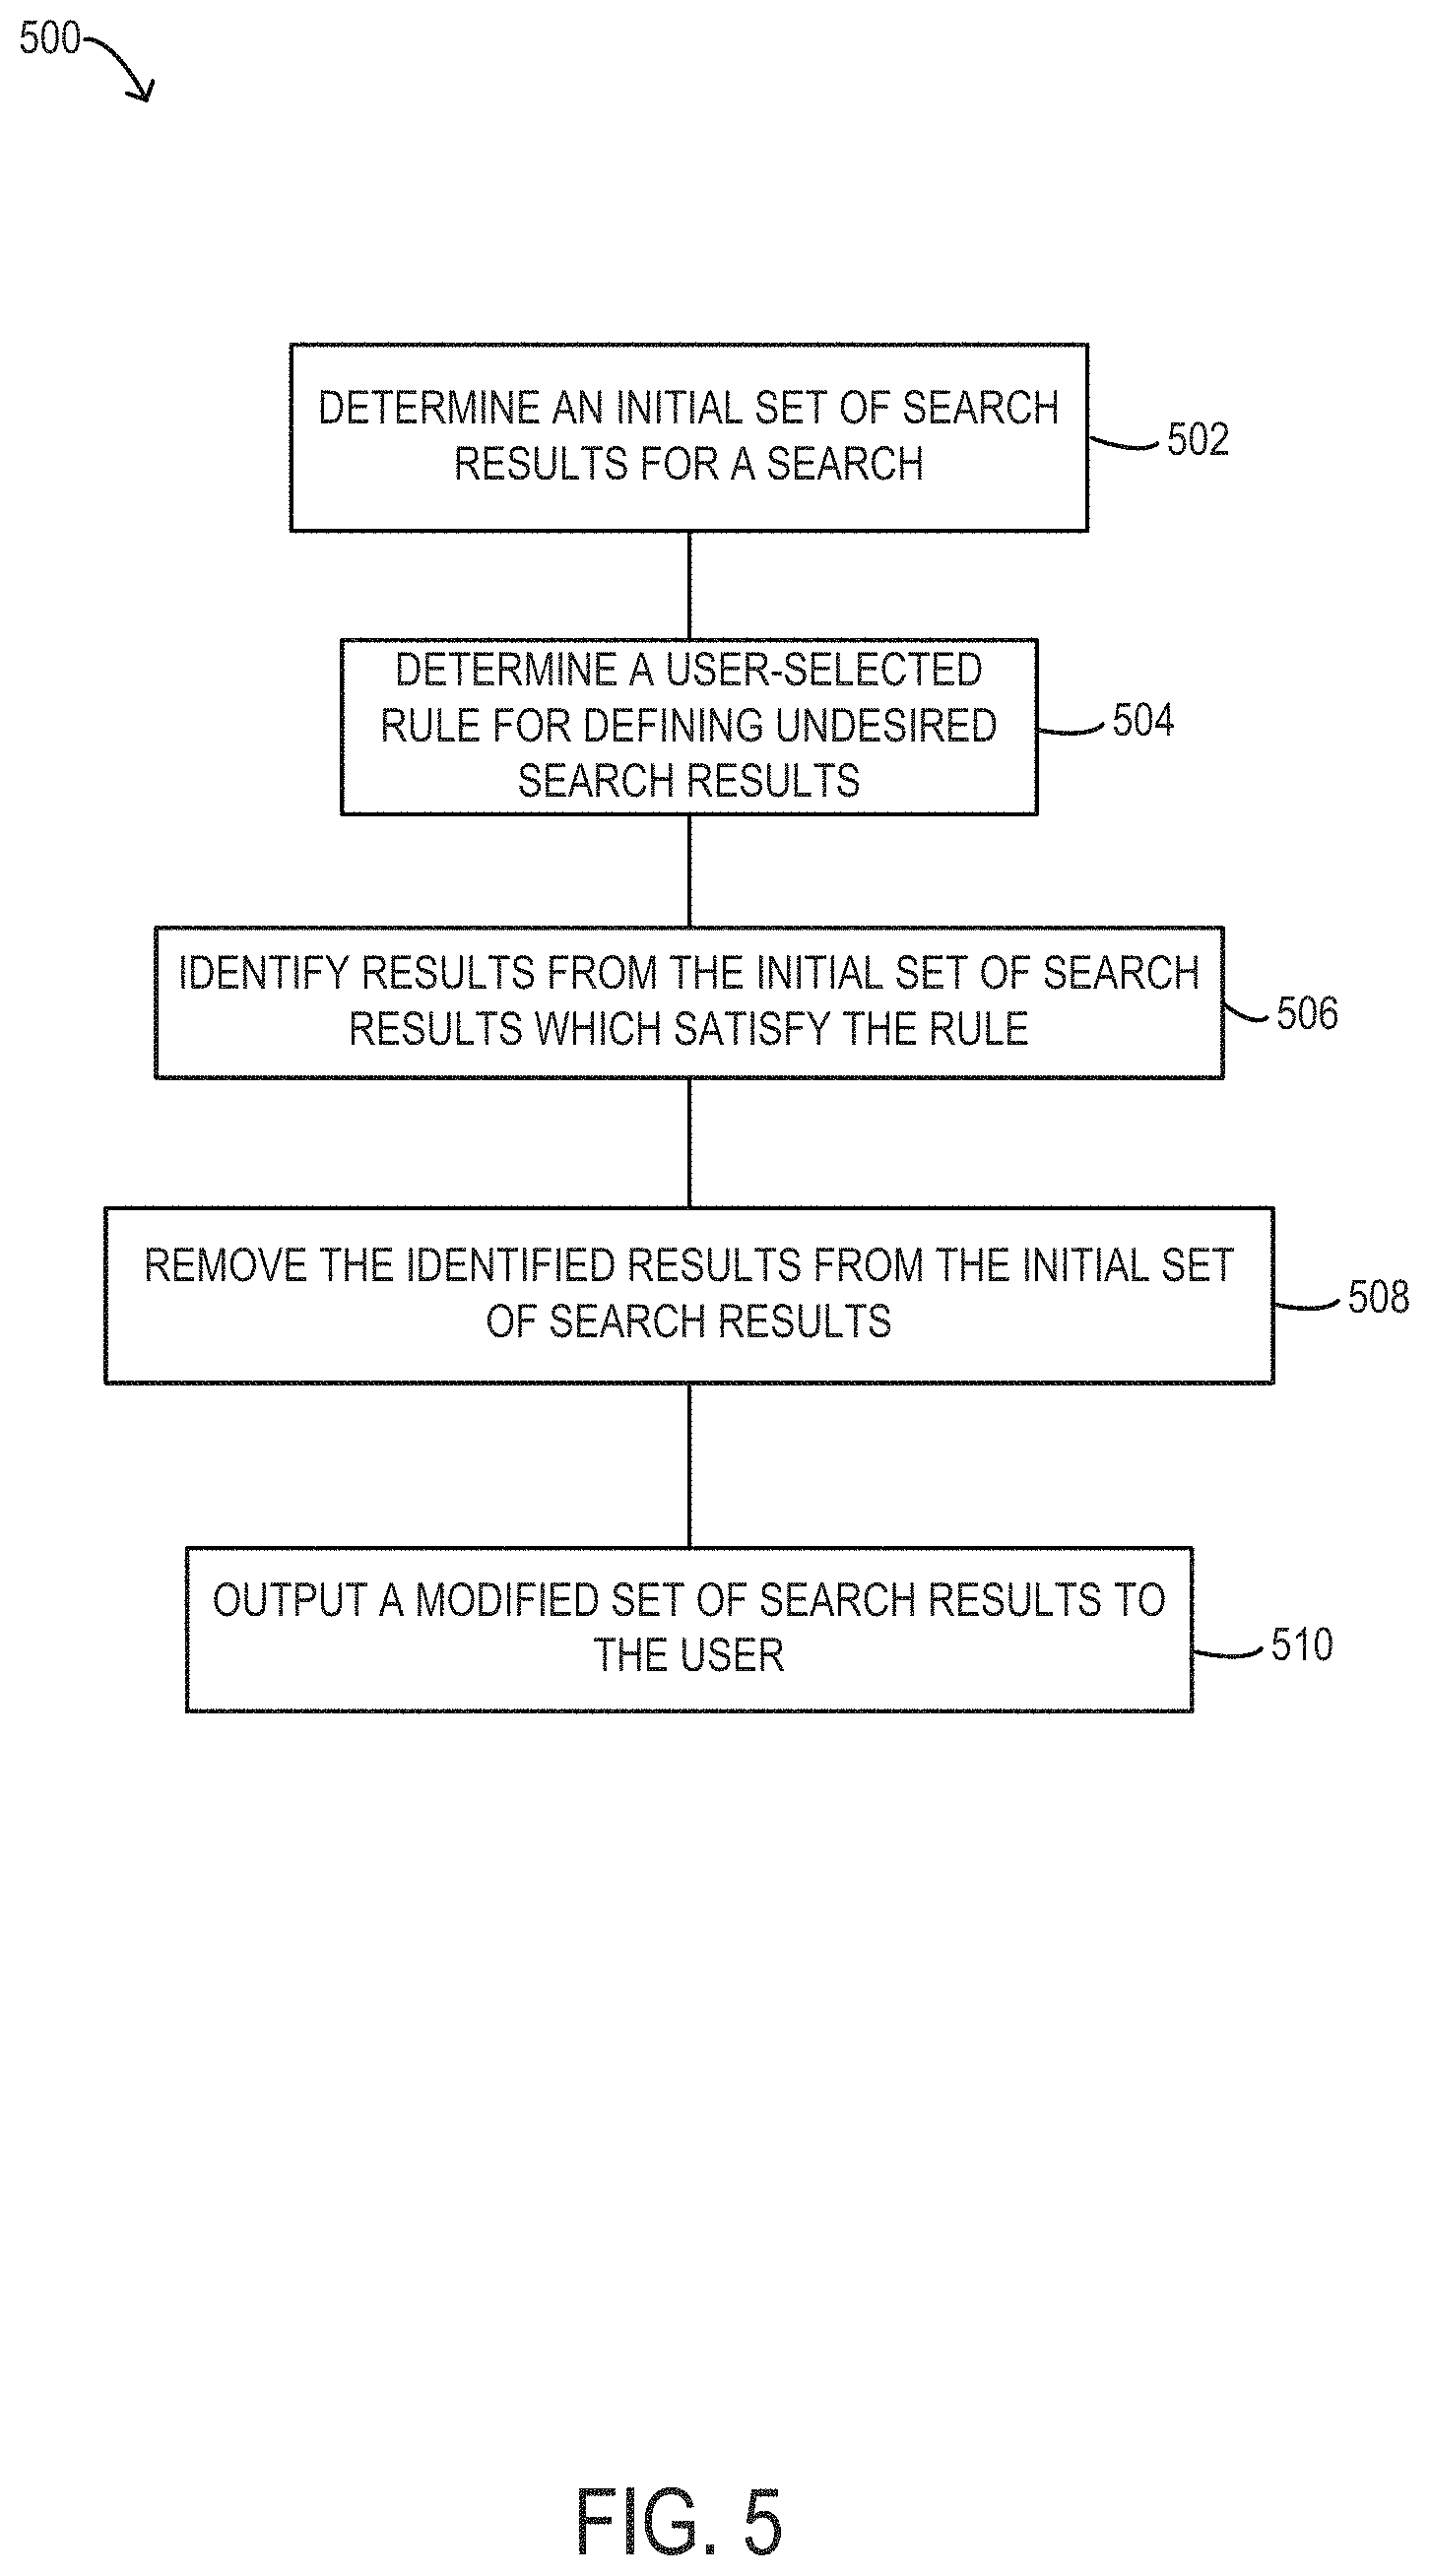 500
DETERMINE AN INITIAL SET OF SEARCH
RESULTS FOR A SEARCH
502
DETERMINE A USER-SELECTED
RULE FOR DEFINING UNDESIRED
SEARCH RESULTS
504
IDENTIFY RESULTS FROM THE INITIAL SET OF SEARCH
RESULTS WHICH SATISFY THE RULE
506
REMOVE THE IDENTIFIED RESULTS FROM THE INITIAL SET
OF SEARCH RESULTS
508
OUTPUT A MODIFIED SET OF SEARCH RESULTS TO
THE USER
510
FIG. 5